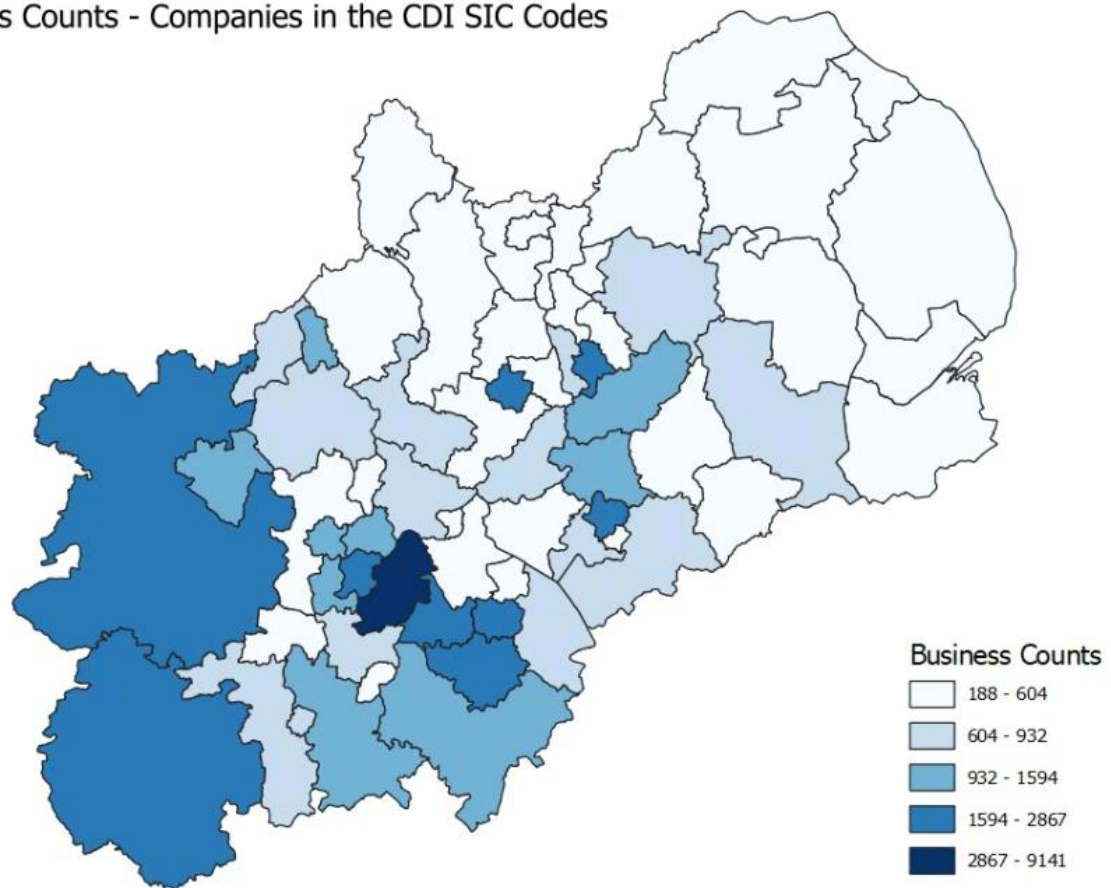 s Counts - Companies in the CDI SIC Codes
Business Counts
188 - 604
604 - 932
932 - 1594
1594 - 2867
2867 - 9141